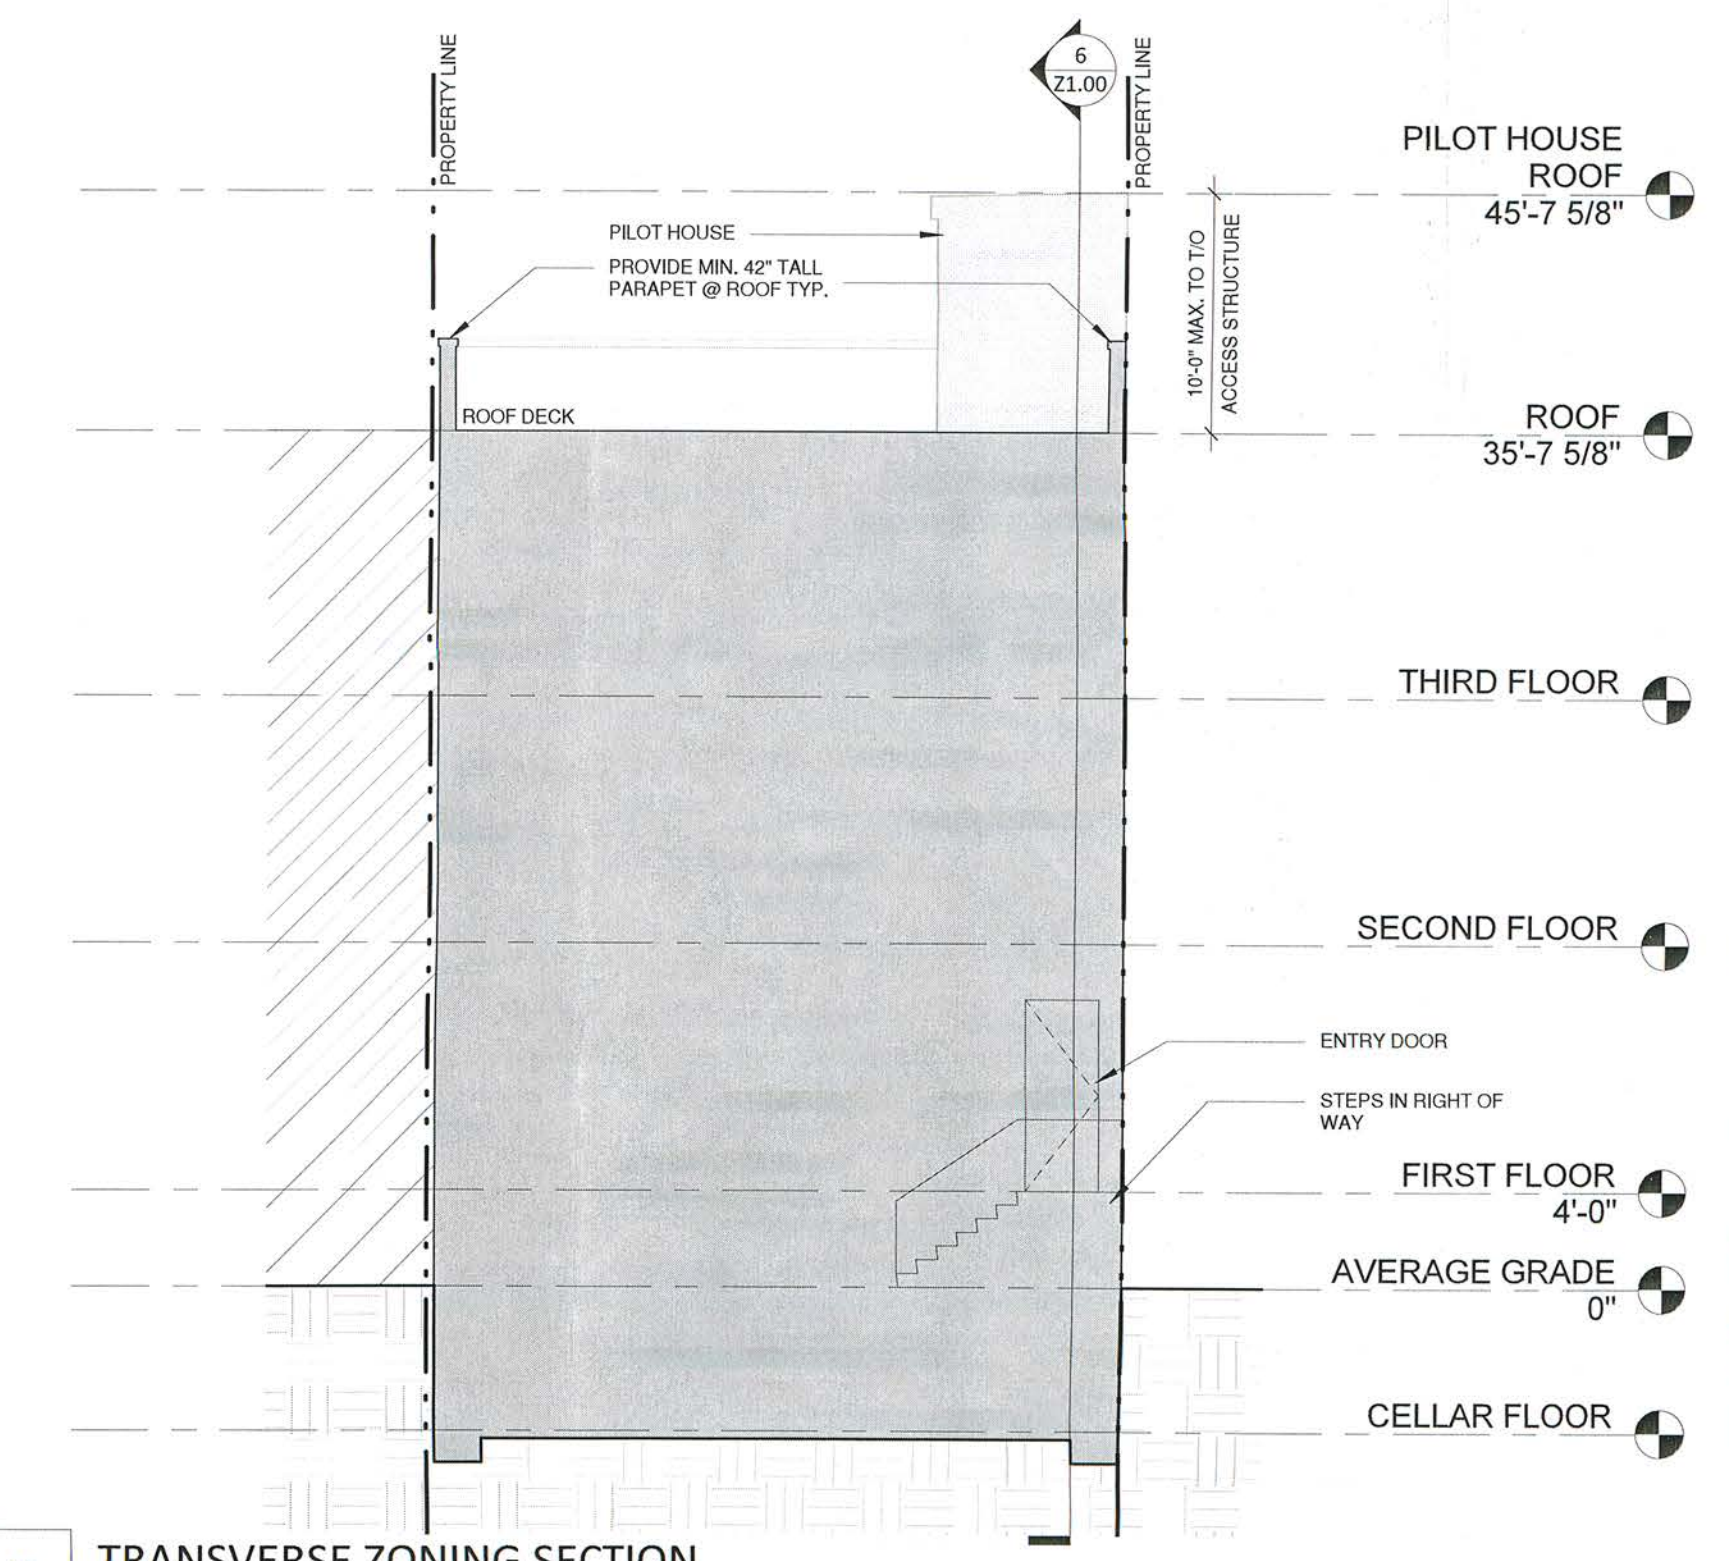 PROPERTY LINE
6
Z1.00
PROPERTY LINE
PILOT HOUSE
ROOF
45'-7 5/8"
PILOT HOUSE
PROVIDE MIN. 42" TALL
PARAPET @ ROOF TYP.
10'-0" MAX. TO T/O
ACCESS STRUCTURE
ROOF DECK
ROOF
35'-7 5/8"
THIRD FLOOR
SECOND FLOOR
ENTRY DOOR
STEPS IN RIGHT OF
WAY
FIRST FLOOR
4'-0"
AVERAGE GRADE
0"
CELLAR FLOOR
TRANSVERSE ZONING SECTION